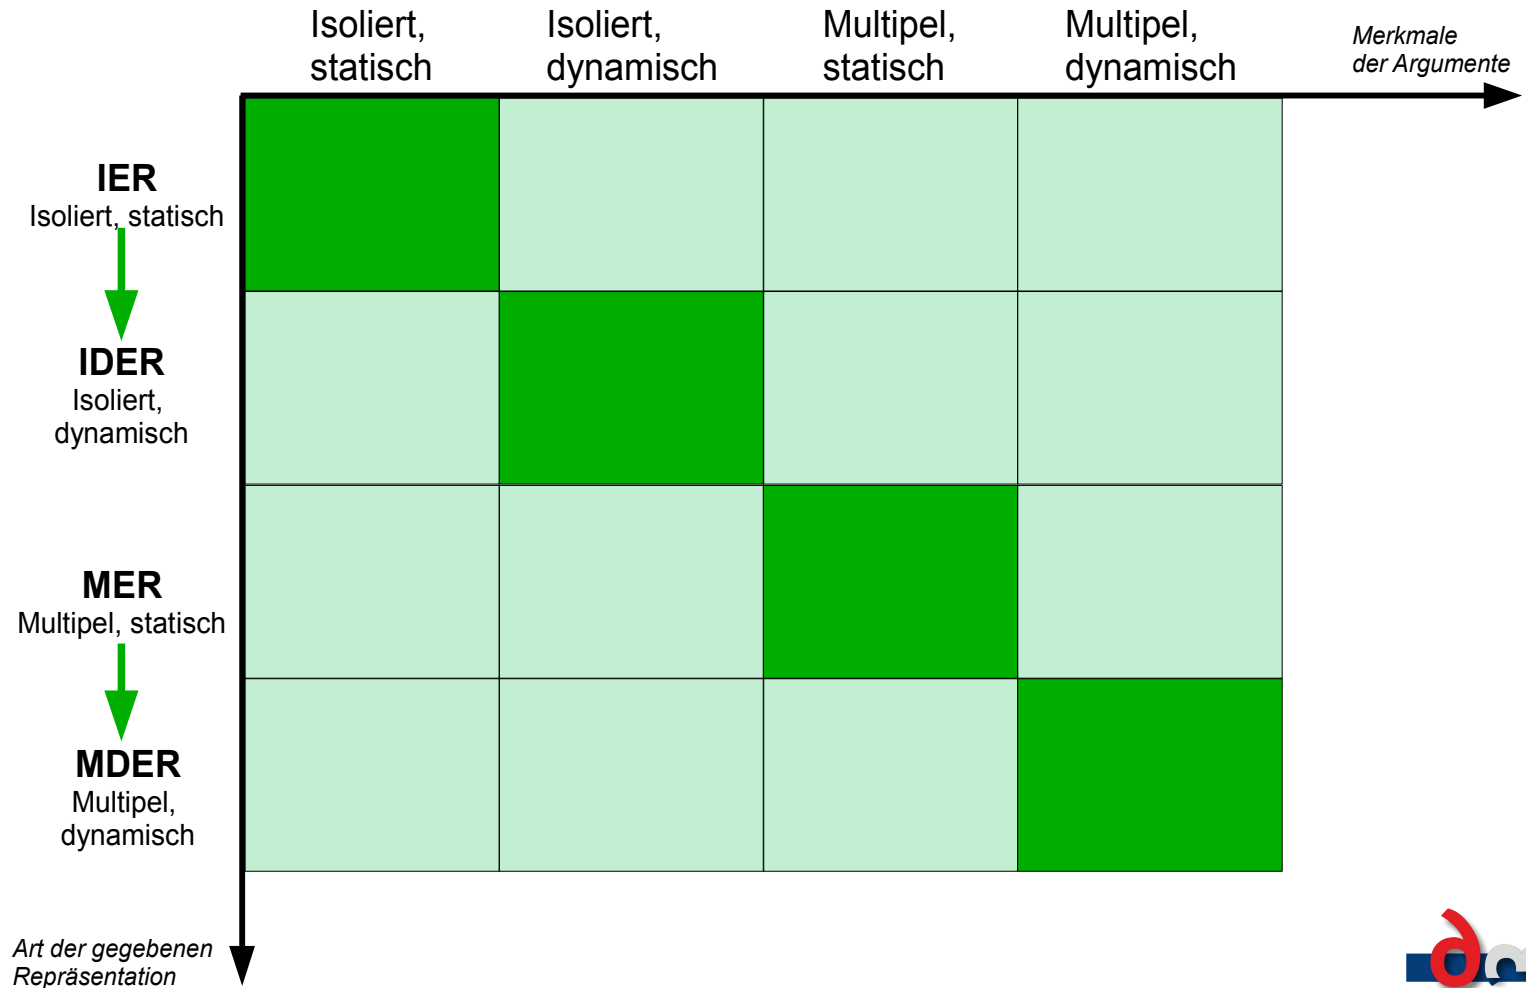 Isoliert,
statisch
Isoliert,
dynamisch
Multipel,
statisch
Multipel,
dynamisch
Merkmale
der Argumente
IER
Isoliert, statisch
IDER
Isoliert,
dynamisch
MER
Multipel, statisch
MDER
Multipel,
dynamisch
Art der gegebenen
Repräsentation